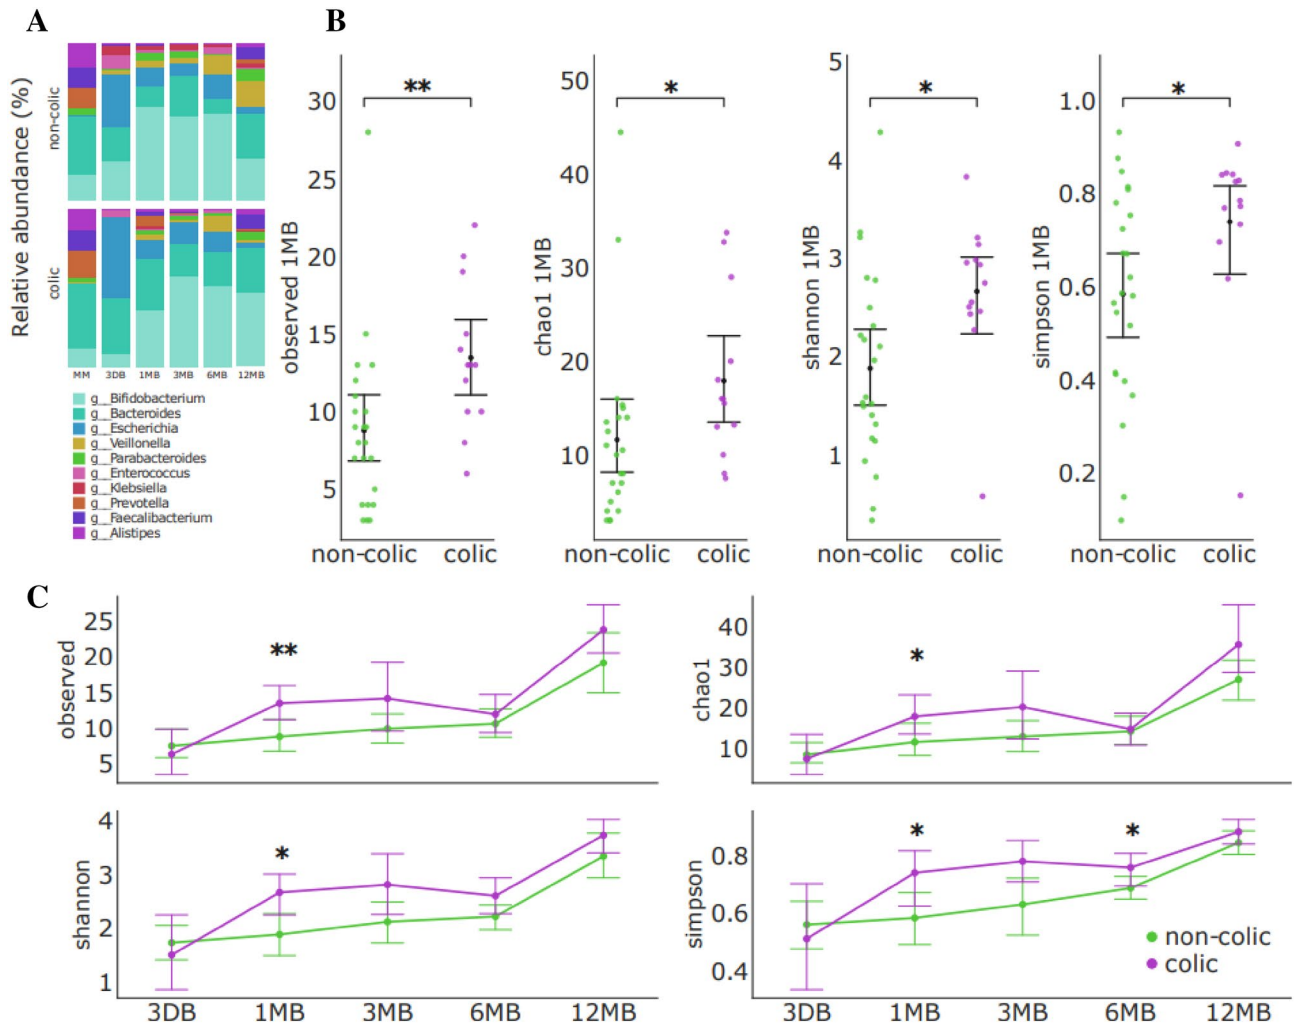 A
B
Relative abundance (%)
non-colic
colic
MM 3DB 1MB 3MB 6MB 12MB
g__Bifidobacterium
g__Bacteroides
g__Escherichia
g__Veillonella
g__Parabacteroides
g__Enterococcus
g__Klebsiella
g__Prevotella
g__Faecalibacterium
g__Alistipes
observed 1MB
30
25
20
15
10
5
**
non-colic colic
chao1 1MB
50
40
30
20
10
*
non-colic colic
shannon 1MB
5
4
3
2
1
*
non-colic colic
simpson 1MB
1.0
0.8
0.6
0.4
0.2
*
non-colic colic
C
observed
25
20
15
10
5
**
chao1
40
30
20
10
*
shannon
4
3
2
1
*
3DB 1MB 3MB 6MB 12MB
simpson
0.8
0.6
0.4
* *
non-colic
colic
3DB 1MB 3MB 6MB 12MB